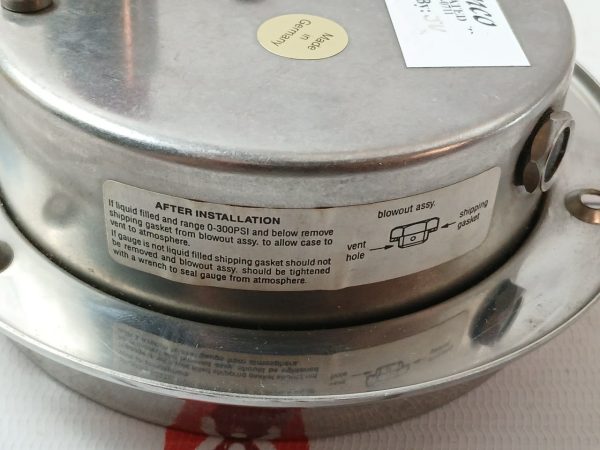 Made
in
Germany
AFTER INSTALLATION
If liquid filled and range 0-300PSI and below remove
shipping gasket from blowout assy. to allow case to
vent to atmosphere.
If gauge is not liquid filled shipping gasket should not
be removed and blowout assy. should be tightened
with a wrench to seal gauge from atmosphere.
blowout assy.
shipping
gasket
vent
hole